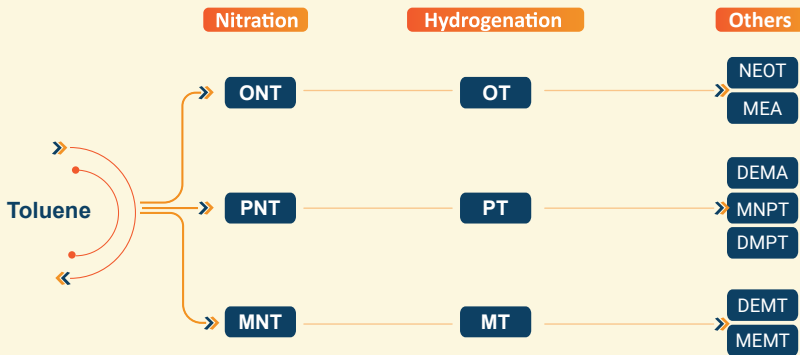 Nitration Hydrogenation Others
NEOT
ONT OT
MEA
Toluene
DEMA
PNT PT MNPT
DMPT
DEMT
MNT MT
MEMT